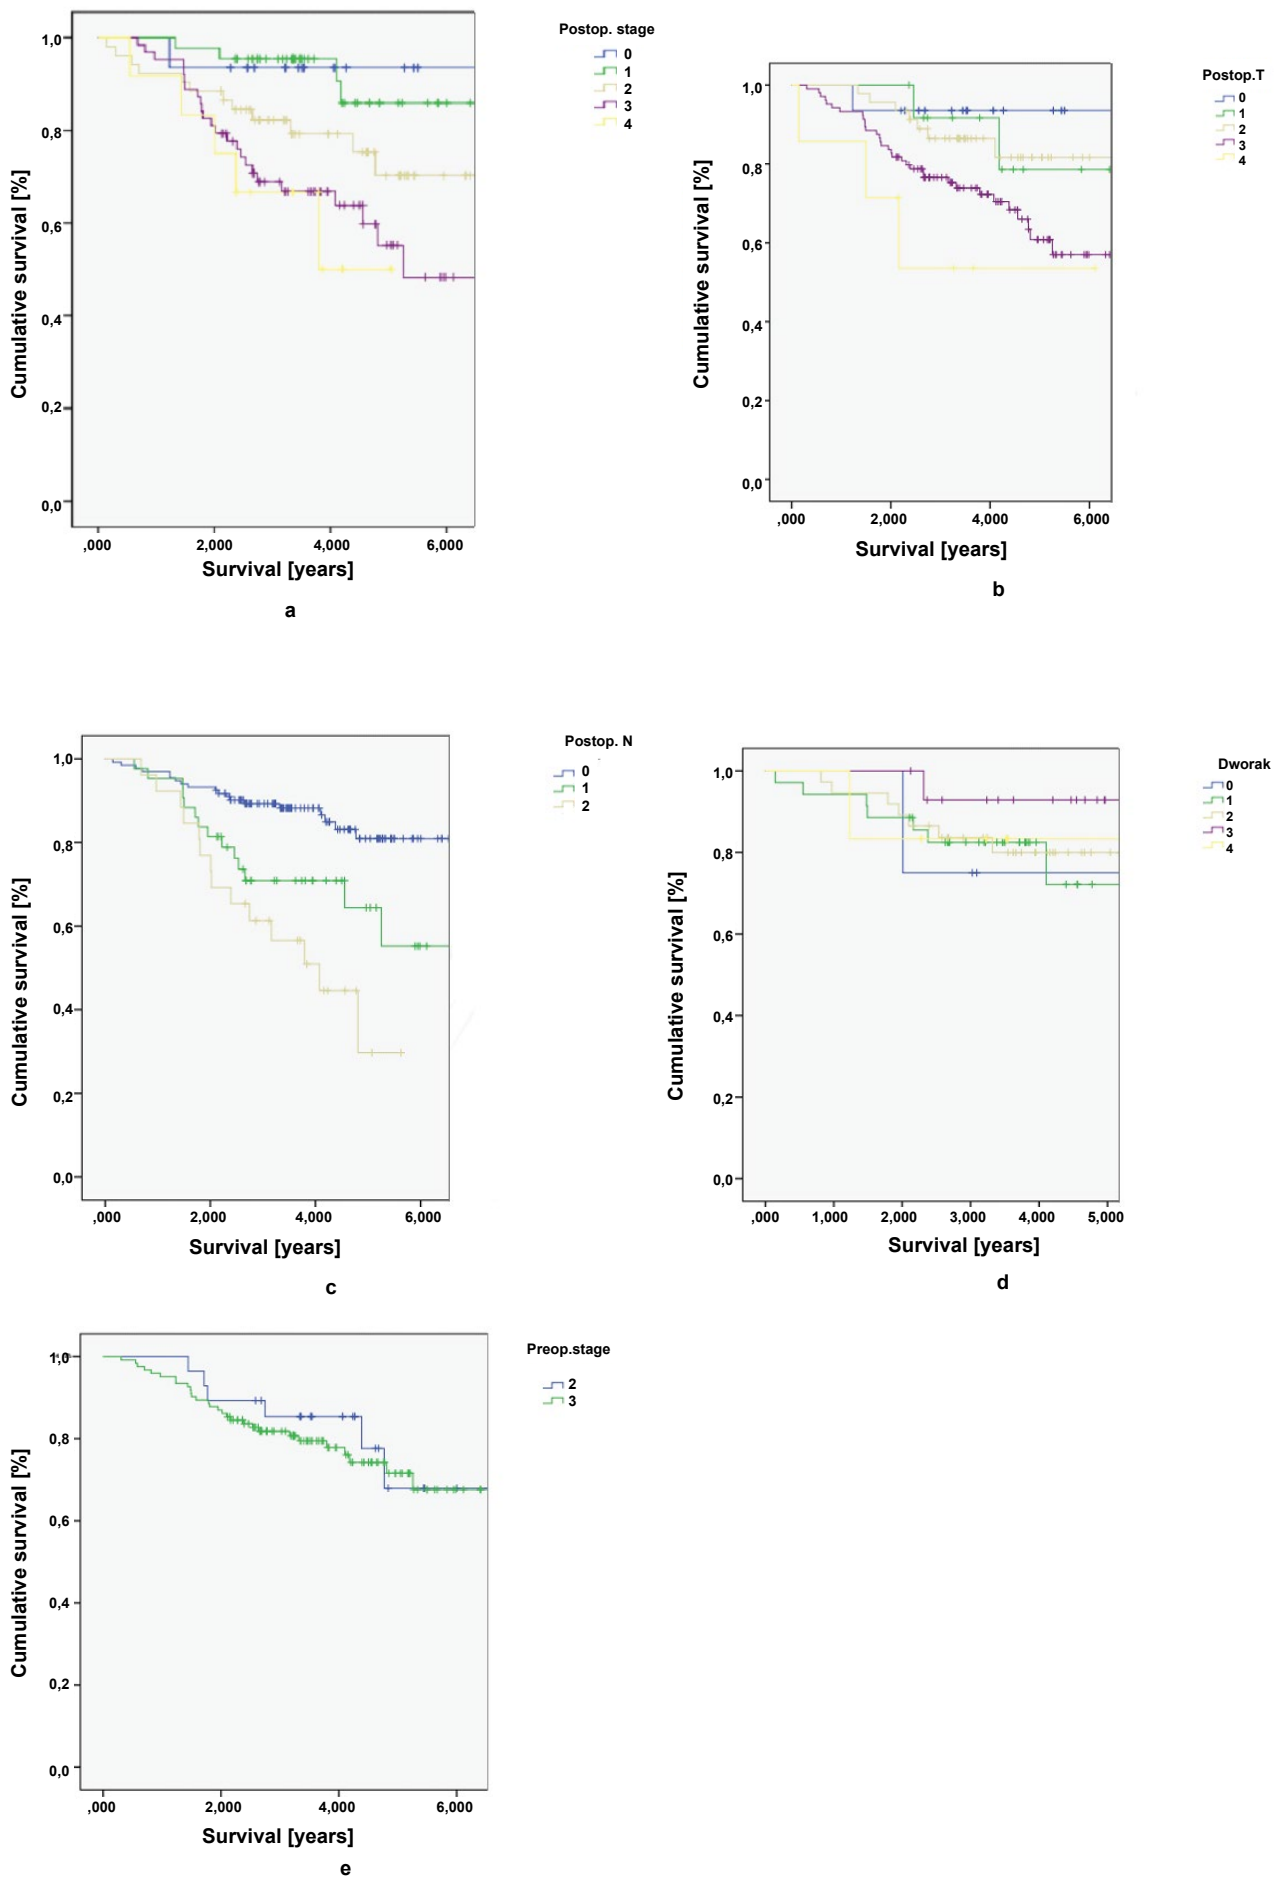 Postop. stage
0
1
2
3
4
1,0
0,8
0,6
0,4
0,2
0,0
Cumulative survival [%]
,000 2,000 4,000 6,000
Survival [years]
a
Postop.T
0
1
2
3
4
1,0
0,8
0,6
0,4
0,2
0,0
Cumulative survival [%]
,000 2,000 4,000 6,000
Survival [years]
b
Postop. N
0
1
2
1,0
0,8
0,6
0,4
0,2
0,0
Cumulative survival [%]
,000 2,000 4,000 6,000
Survival [years]
c
Dworak
0
1
2
3
4
1,0
0,8
0,6
0,4
0,2
0,0
Cumulative survival [%]
,000 1,000 2,000 3,000 4,000 5,000
Survival [years]
d
Preop.stage
2
3
1,0
0,8
0,6
0,4
0,2
0,0
Cumulative survival [%]
,000 2,000 4,000 6,000
Survival [years]
e